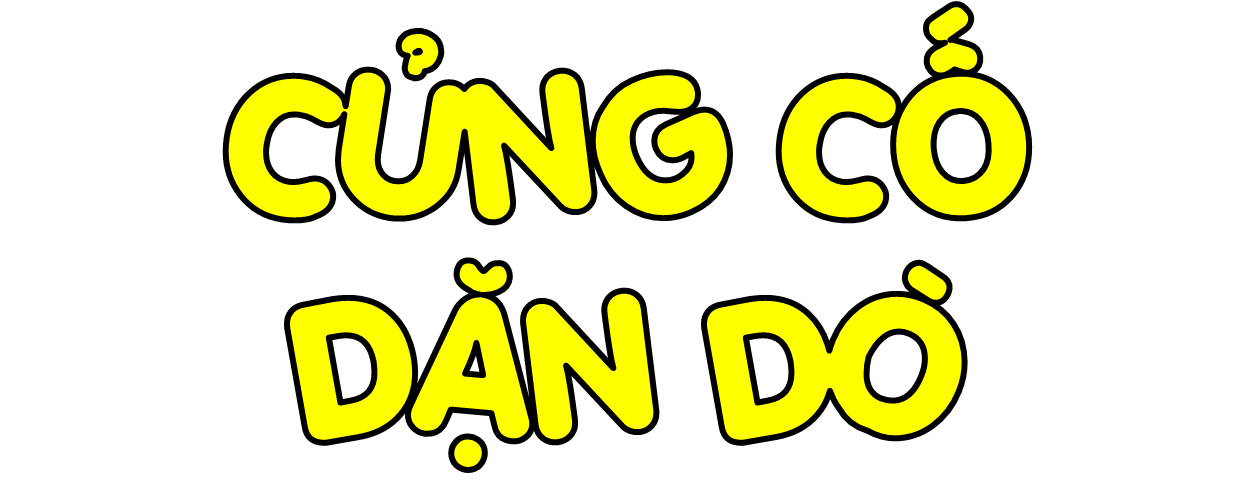 CỦNG CỐ
DẶN DÒ